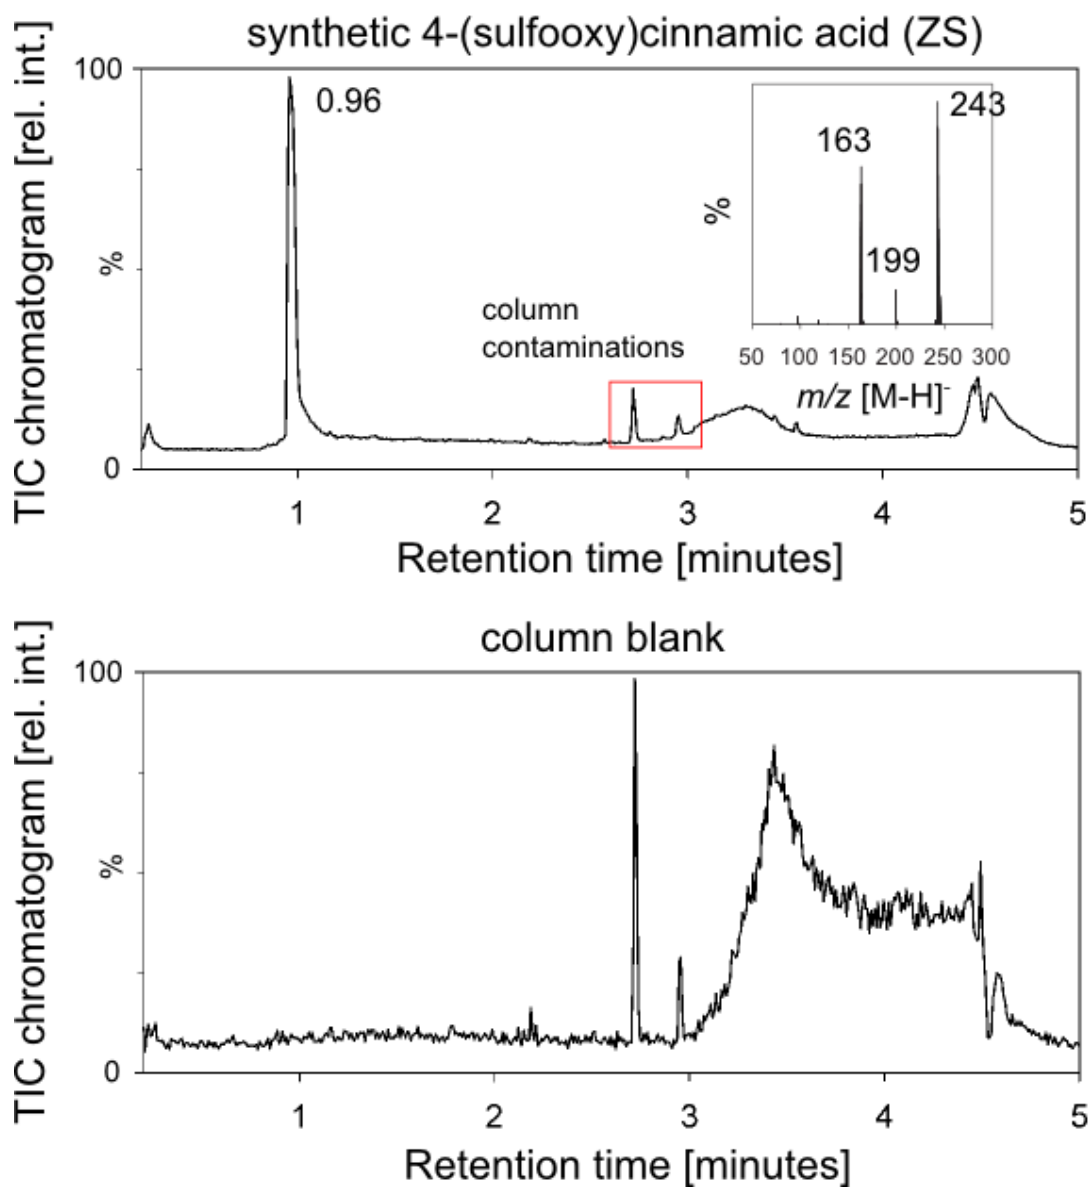 synthetic 4-(sulfooxy)cinnamic acid (ZS)
TIC chromatogram [rel. int.]
100
%
0
0.96
column
contaminations
%
163
199
243
50 100 150 200 250 300
m/z [M-H]-
1 2 3 4 5
Retention time [minutes]
column blank
TIC chromatogram [rel. int.]
100
%
0
1 2 3 4 5
Retention time [minutes]